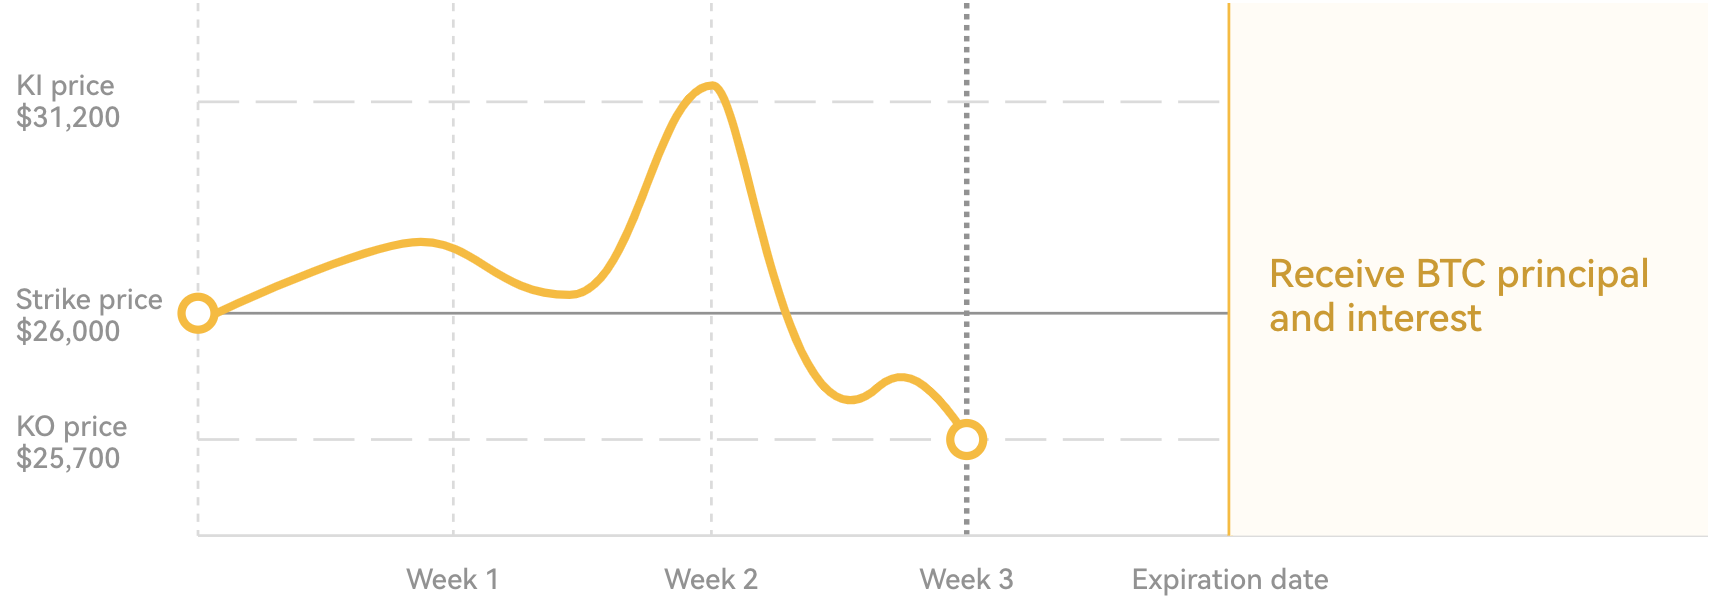 KI price
$31,200
Strike price
$26,000
KO price
$25,700
Receive BTC principal
and interest
Week 1
Week 2
Week 3
Expiration date